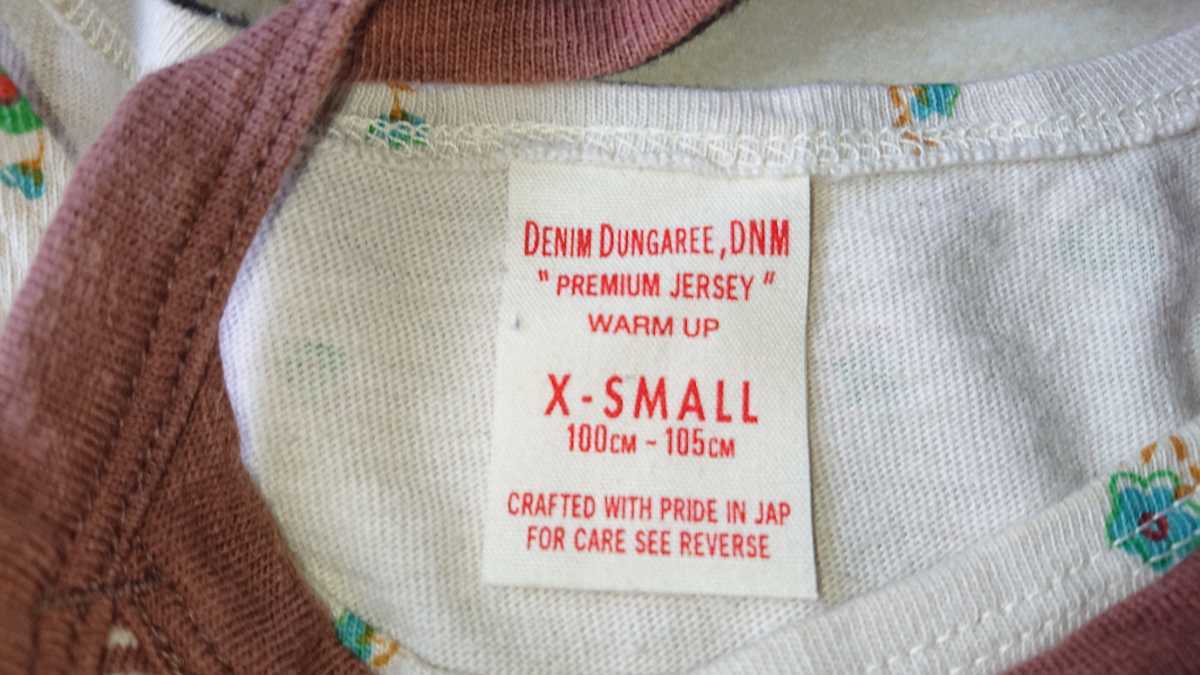 DENIM DUNGAREE,DNM
"PREMIUM JERSEY"
WARM UP
X-SMALL
100CM ~ 105CM
CRAFTED WITH PRIDE IN JAP
FOR CARE SEE REVERSE